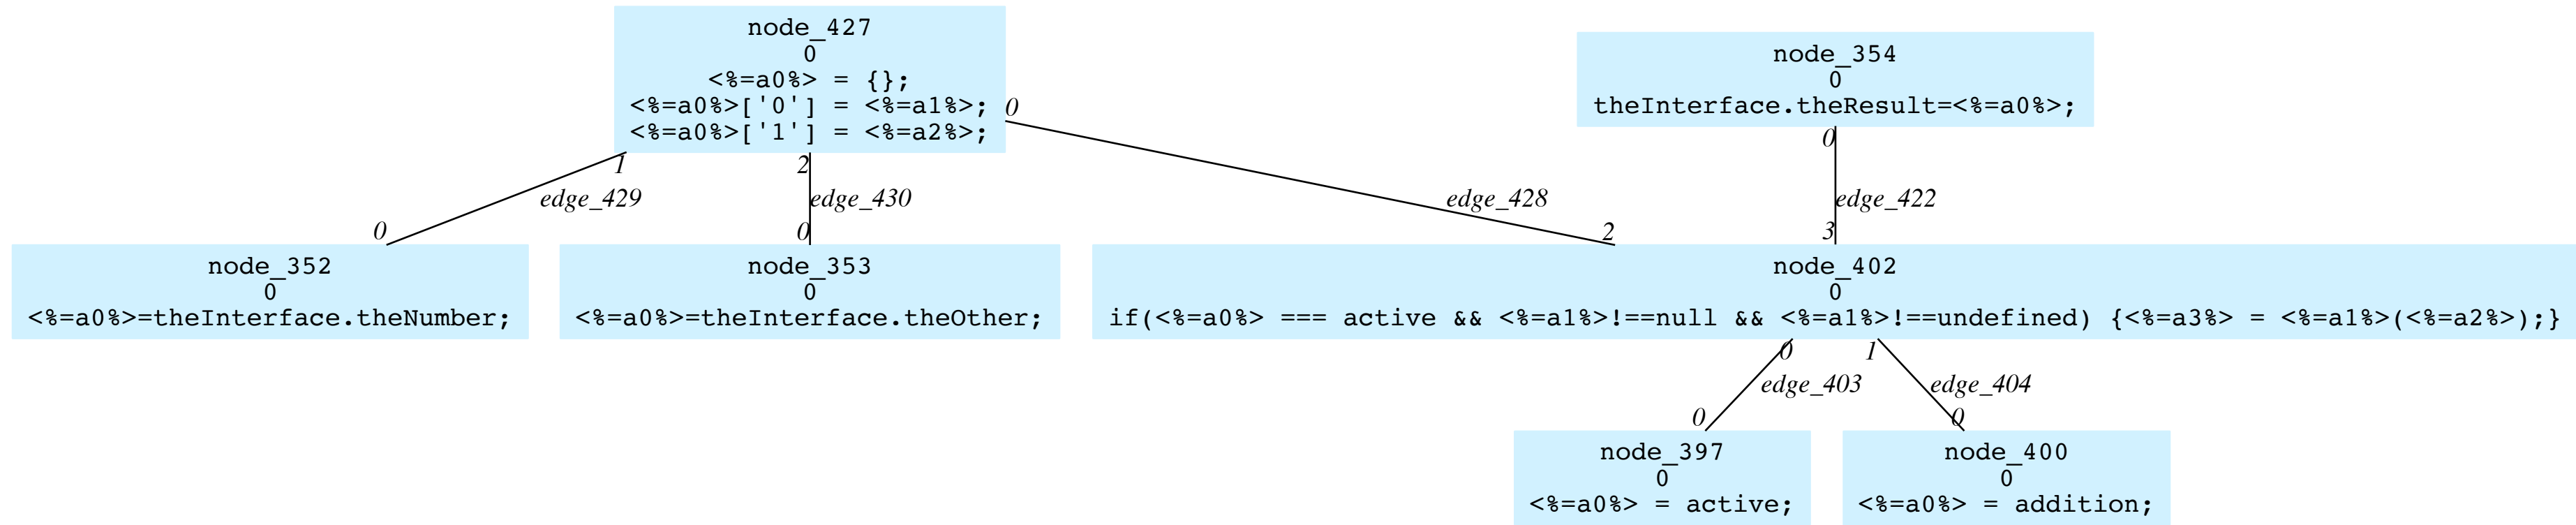 node_427
0
<%=a0%> = {};
<%=a0%>['0'] = <%=a1%>;
<%=a0%>['1'] = <%=a2%>;
node_354
0
theInterface.theResult=<%=a0%>;
0
0
1
2
edge_429
edge_430
edge_428
edge_422
0
0
2
3
node_352
0
<%=a0%>=theInterface.theNumber;
node_353
0
<%=a0%>=theInterface.theOther;
node_402
0
if(<%=a0%> === active && <%=a1%>!==null && <%=a1%>!==undefined) {<%=a3%> = <%=a1%>(<%=a2%>);}
0
1
edge_403
edge_404
0
0
node_397
0
<%=a0%> = active;
node_400
0
<%=a0%> = addition;